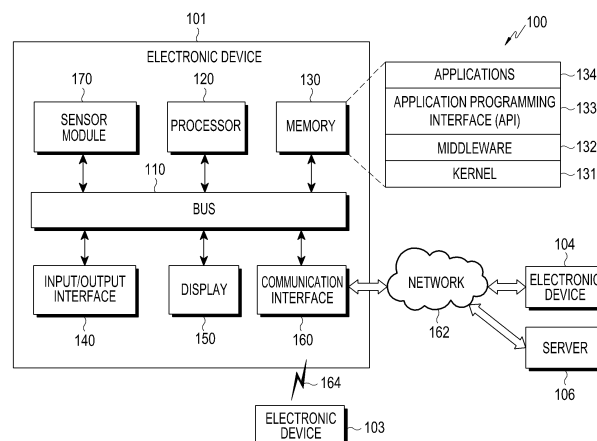 101
100
ELECTRONIC DEVICE
170
120
130
SENSOR
MODULE
PROCESSOR
MEMORY
APPLICATIONS
134
APPLICATION PROGRAMMING
INTERFACE (API)
133
MIDDLEWARE
132
KERNEL
131
110
BUS
INPUT/OUTPUT
INTERFACE
DISPLAY
COMMUNICATION
INTERFACE
140
150
160
NETWORK
162
104
ELECTRONIC
DEVICE
SERVER
106
164
ELECTRONIC
DEVICE
103